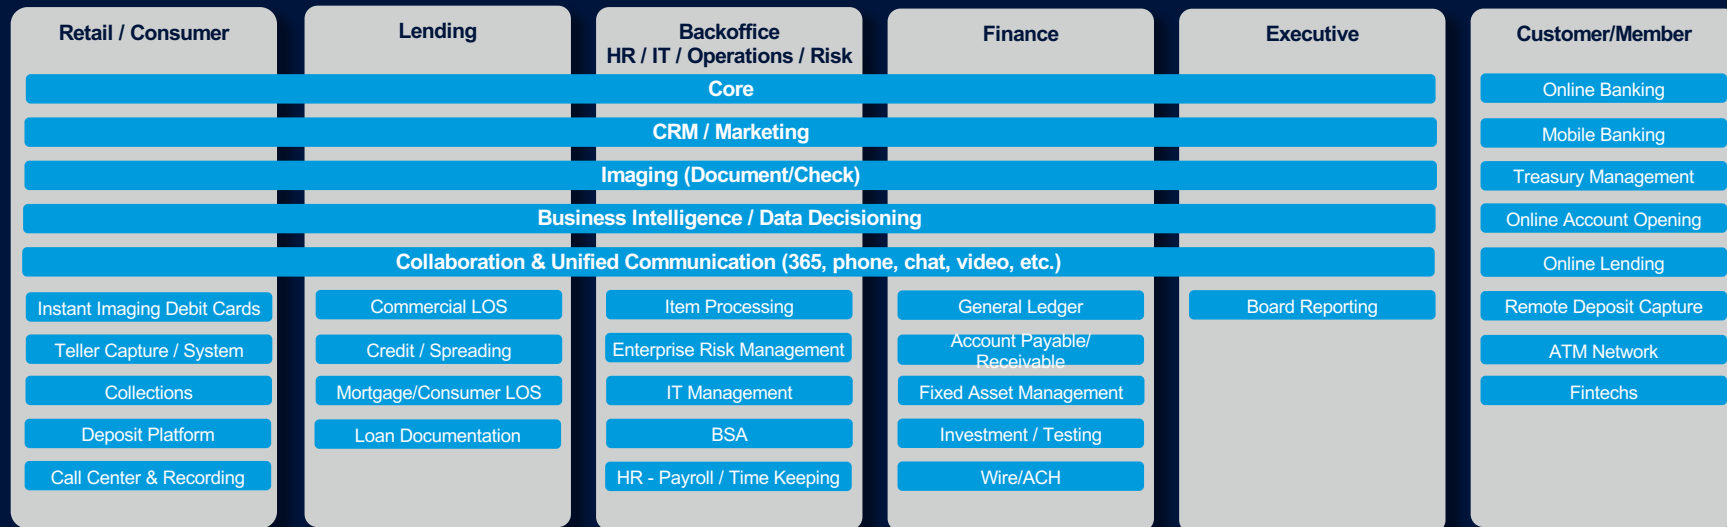 Retail / Consumer
Lending
Backoffice
HR / IT / Operations / Risk
Finance
Executive
Customer/Member
Core
CRM / Marketing
Imaging (Document/Check)
Business Intelligence / Data Decisioning
Collaboration & Unified Communication (365, phone, chat, video, etc.)
Instant Imaging Debit Cards
Teller Capture / System
Collections
Deposit Platform
Call Center & Recording
Commercial LOS
Credit / Spreading
Mortgage/Consumer LOS
Loan Documentation
Item Processing
Enterprise Risk Management
IT Management
BSA
HR - Payroll / Time Keeping
General Ledger
Account Payable/
Receivable
Fixed Asset Management
Investment / Testing
Wire/ACH
Board Reporting
Online Banking
Mobile Banking
Treasury Management
Online Account Opening
Online Lending
Remote Deposit Capture
ATM Network
Fintechs